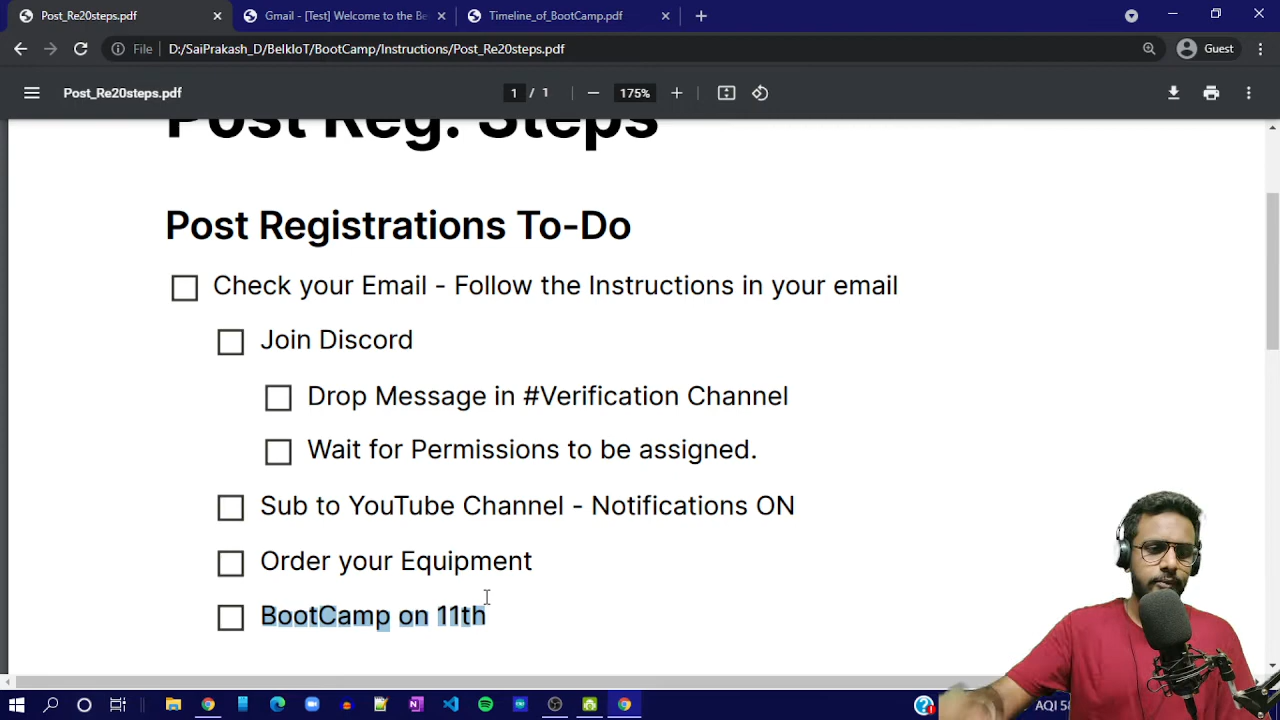 Post_Re20steps.pdf
Gmail - [Test] Welcome to the Be
Timeline_of_BootCamp.pdf
File
D:/SaiPrakash_D/BelkIoT/BootCamp/Instructions/Post_Re20steps.pdf
Guest
Post_Re20steps.pdf
1 / 1
175%
Post Reg. Steps
Post Registrations To-Do
Check your Email - Follow the Instructions in your email
Join Discord
Drop Message in #Verification Channel
Wait for Permissions to be assigned.
Sub to YouTube Channel - Notifications ON
Order your Equipment
BootCamp on 11th
AQI 58